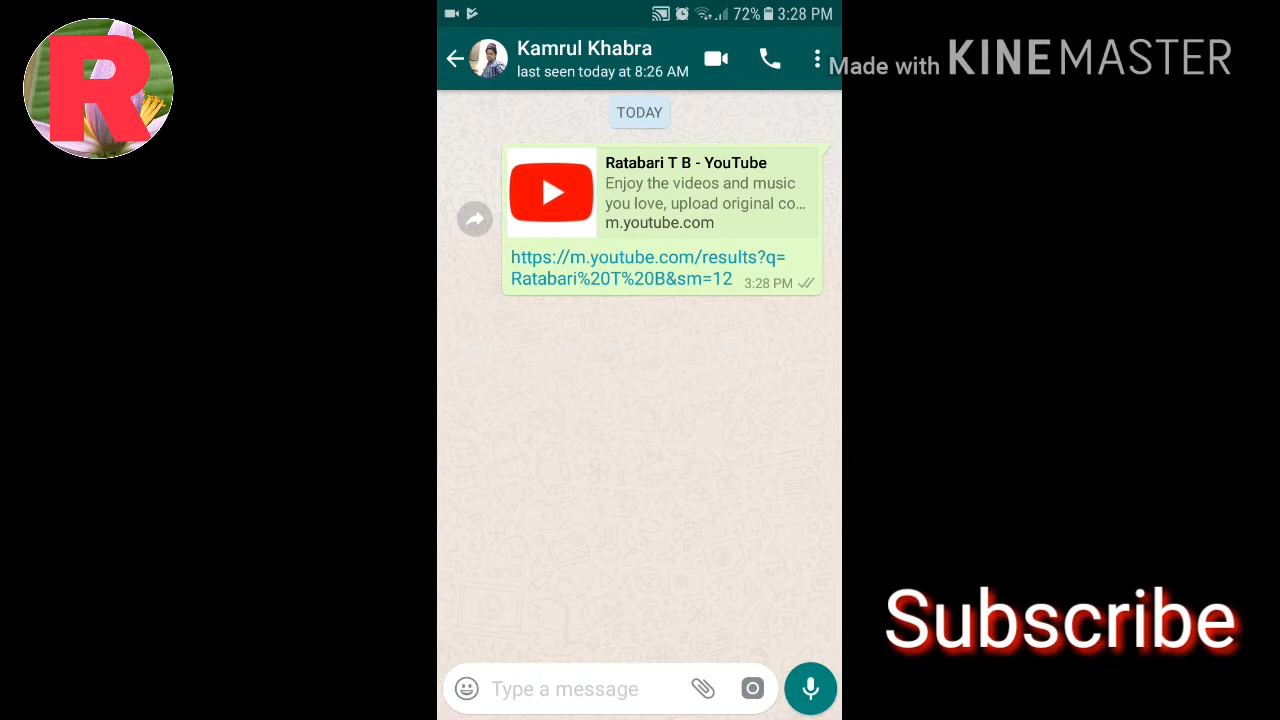 72% 3:28 PM
R
Kamrul Khabra
last seen today at 8:26 AM
Made with KINEMASTER
TODAY
Ratabari T B - YouTube
Enjoy the videos and music
you love, upload original co...
m.youtube.com
https://m.youtube.com/results?q=
Ratabari%20T%20B&sm=12
3:28 PM
Subscribe
Type a message